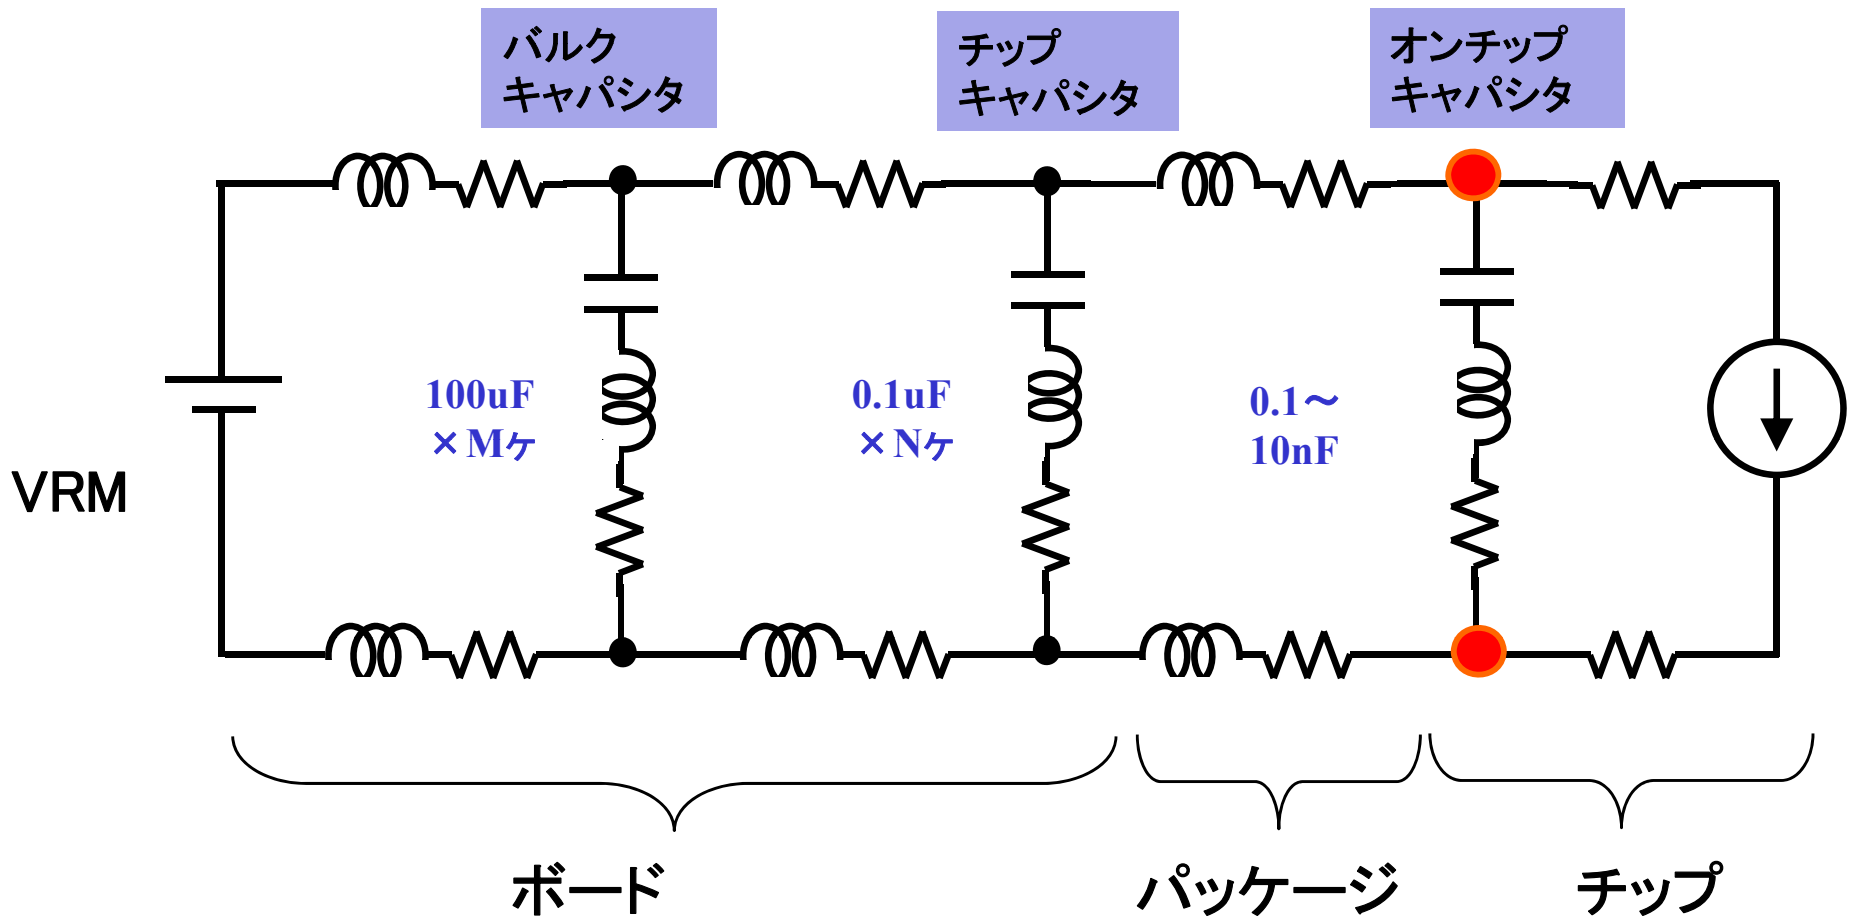 バルク
キャパシタ
チップ
キャパシタ
オンチップ
キャパシタ
100uF
×Mケ
0.1uF
×Nケ
0.1～
10nF
VRM
ボード
パッケージ
チップ